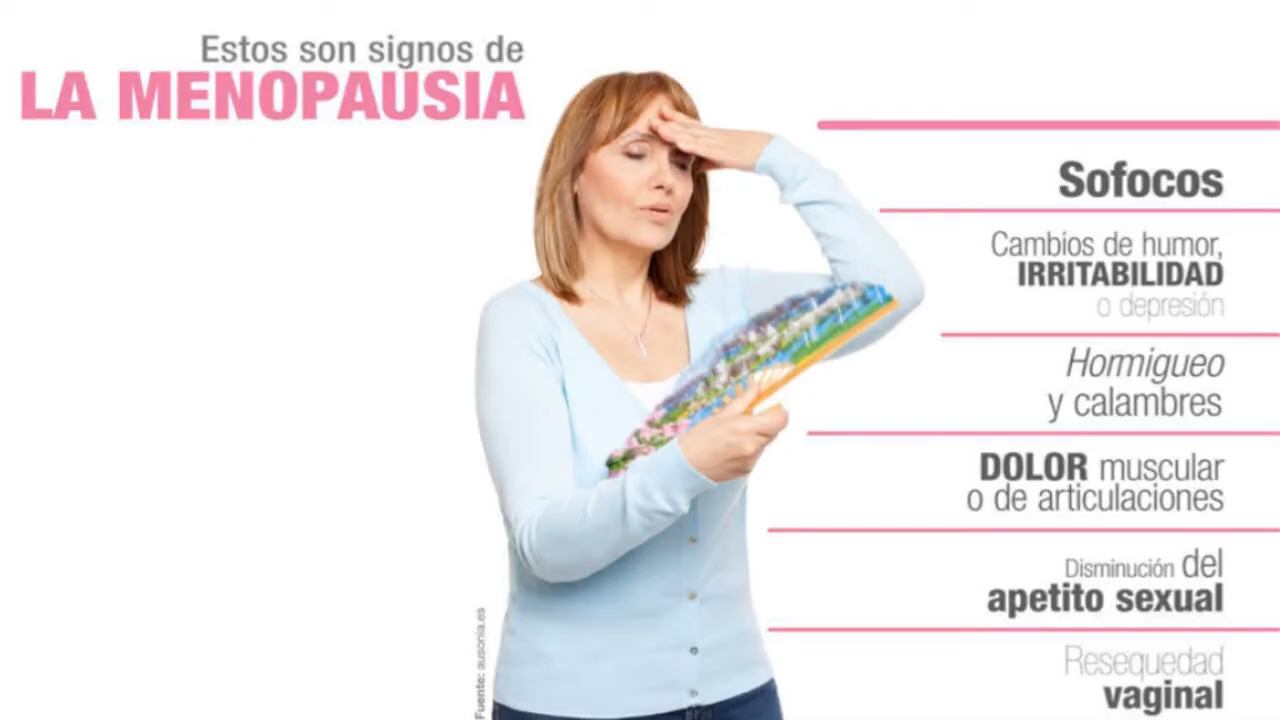 Estos son signos de
LA MENOPAUSIA
Sofocos
Cambios de humor,
IRRITABILIDAD
o depresión
Hormigueo
y calambres
DOLOR muscular
o de articulaciones
Disminución del
apetito sexual
Resequedad
vaginal
Fuente: ausonia.es